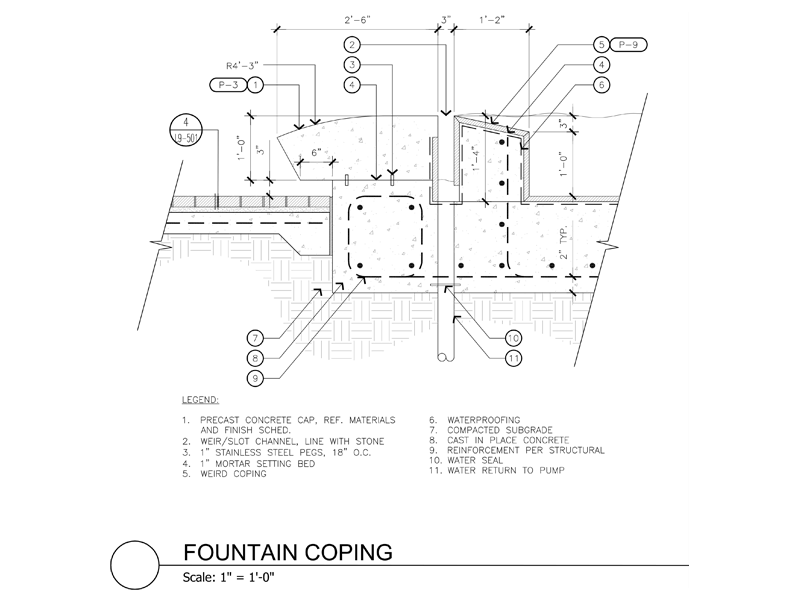 2'-6"
3"
1'-2"
2
3
4
R4'-3"
P-3
1
5
P-9
4
6
4
L9-501
1'-0"
3"
6"
1'-4"
3"
1'-0"
2" TYP.
7
8
9
10
11
LEGEND:
1. PRECAST CONCRETE CAP, REF. MATERIALS
AND FINISH SCHED.
2. WEIR/SLOT CHANNEL, LINE WITH STONE
3. 1" STAINLESS STEEL PEGS, 18" O.C.
4. 1" MORTAR SETTING BED
5. WEIRD COPING
6. WATERPROOFING
7. COMPACTED SUBGRADE
8. CAST IN PLACE CONCRETE
9. REINFORCEMENT PER STRUCTURAL
10. WATER SEAL
11. WATER RETURN TO PUMP
FOUNTAIN COPING
Scale: 1" = 1'-0"